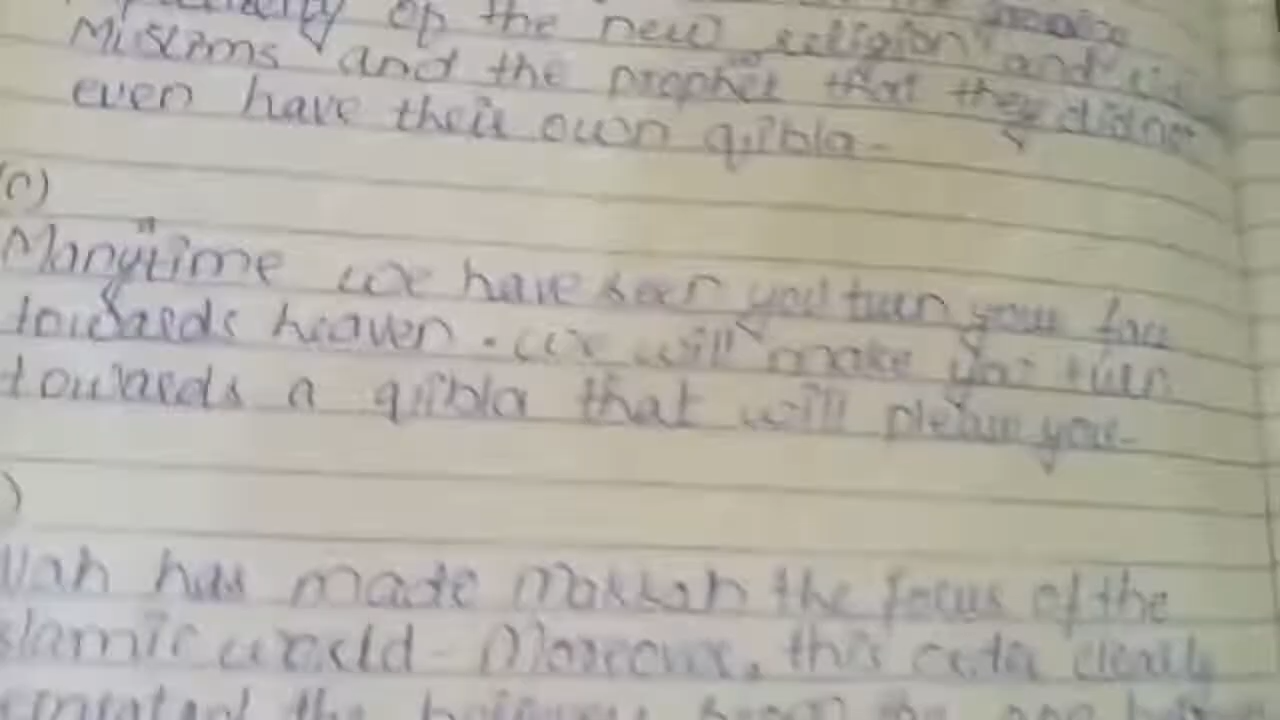 of the new religion and
Muslims and the prophet that they didnot
even have their own qibla.
(C)
Manytime we have seen you turn your face
towards heaven. we will make you turn
towards a qibla that will please you.
)
llah has made Makkah the focus of the
slamic world. Moreover, this clearly
the